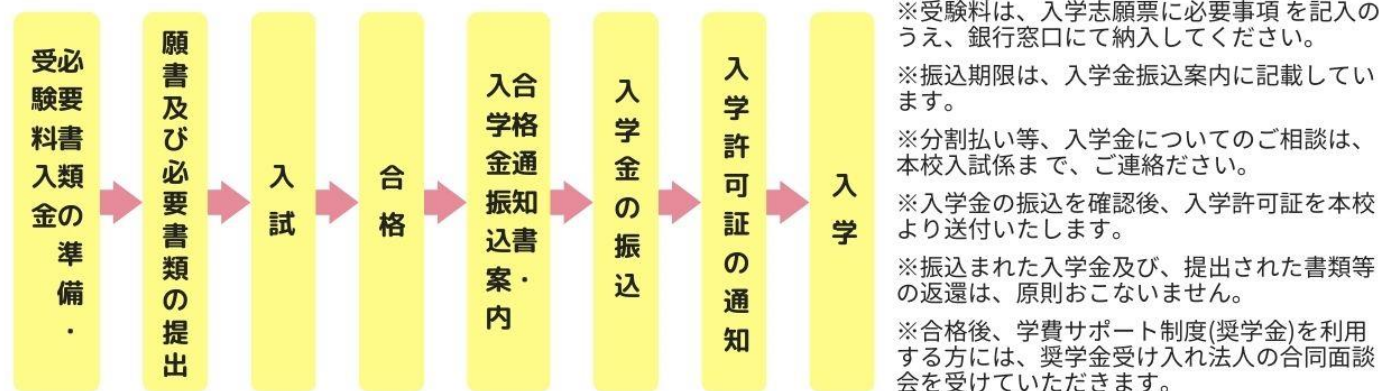 必要書類の準備・
受験料入金
願書及び必要書類の提出
入試
合格
合格通知書・
入学金振込案内
入学金の振込
入学許可証の通知
入学
※受験料は、入学志願票に必要事項 を記入の
うえ、銀行窓口にて納入してください。
※振込期限は、入学金振込案内に記載してい
ます。
※分割払い等、入学金についてのご相談は、
本校入試係ま で、ご連絡ださい。
※入学金の振込を確認後、入学許可証を本校
より送付いたします。
※振込まれた入学金及び、提出された書類等
の返還は、原則おこないません。
※合格後、学費サポート制度(奨学金)を利用
する方には、奨学金受け入れ法人の合同面談
会を受けていただきます。